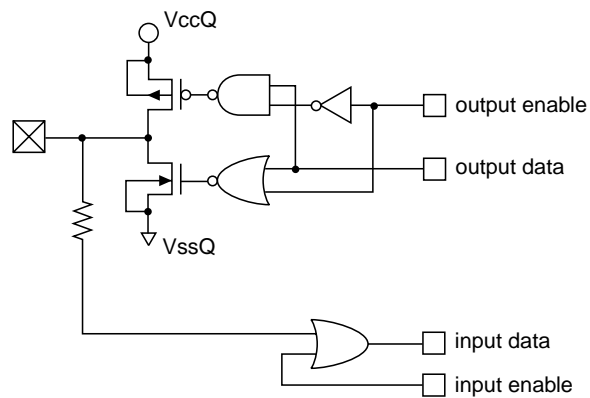 VccQ
output enable
output data
VssQ
input data
input enable